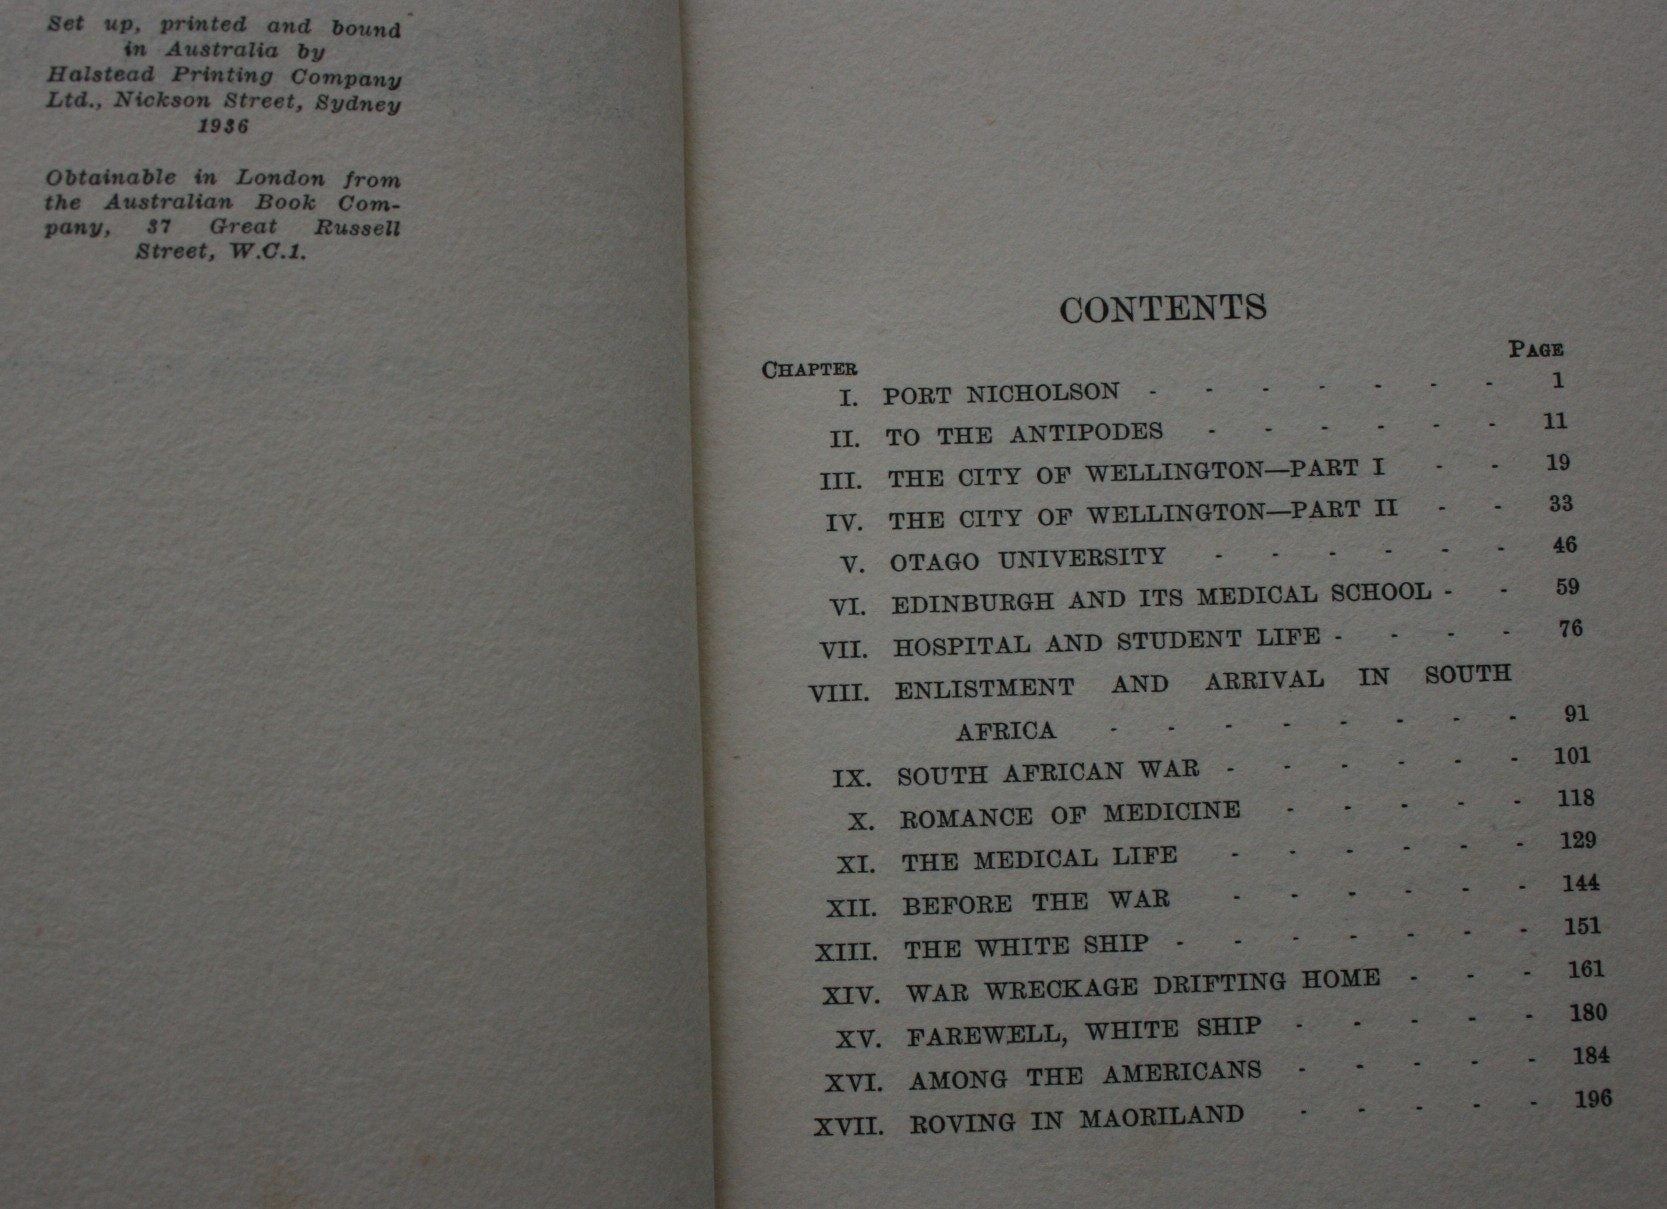 Set up, printed and bound
in Australia by
Halstead Printing Company
Ltd., Nickson Street, Sydney
1936
Obtainable in London from
the Australian Book Com-
pany, 37 Great Russell
Street, W.C.1.
CONTENTS
CHAPTER PAGE
I. PORT NICHOLSON - - - - - - - 1
II. TO THE ANTIPODES - - - - - - 11
III. THE CITY OF WELLINGTON—PART I - - 19
IV. THE CITY OF WELLINGTON—PART II - - 33
V. OTAGO UNIVERSITY - - - - - - 46
VI. EDINBURGH AND ITS MEDICAL SCHOOL - - 59
VII. HOSPITAL AND STUDENT LIFE - - - - 76
VIII. ENLISTMENT AND ARRIVAL IN SOUTH
AFRICA - - - - - - - - 91
IX. SOUTH AFRICAN WAR - - - - - - 101
X. ROMANCE OF MEDICINE - - - - - 118
XI. THE MEDICAL LIFE - - - - - - 129
XII. BEFORE THE WAR - - - - - - 144
XIII. THE WHITE SHIP - - - - - - - 151
XIV. WAR WRECKAGE DRIFTING HOME - - - 161
XV. FAREWELL, WHITE SHIP - - - - - 180
XVI. AMONG THE AMERICANS - - - - - 184
XVII. ROVING IN MAORILAND - - - - - 196